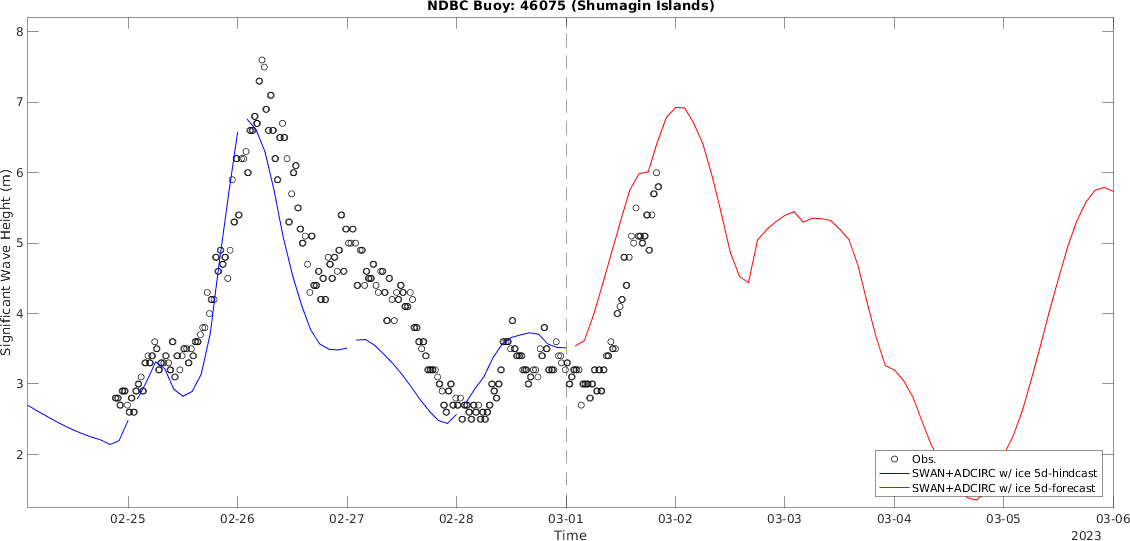 NDBC Buoy: 46075 (Shumagin Islands)
8
7
6
5
4
3
2
Significant Wave Height (m)
Obs.
SWAN+ADCIRC w/ ice 5d-hindcast
SWAN+ADCIRC w/ ice 5d-forecast
02-25 02-26 02-27 02-28 03-01 03-02 03-03 03-04 03-05 03-06
Time
2023